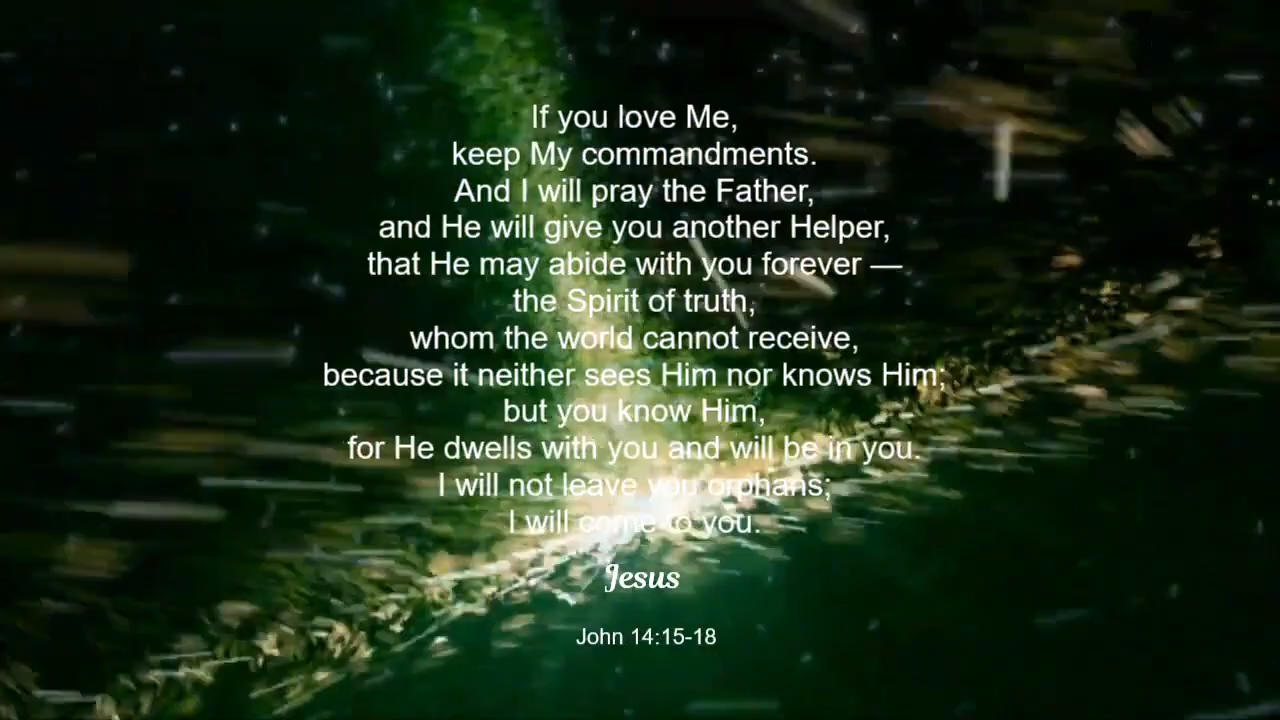 If you love Me,
keep My commandments.
And I will pray the Father,
and He will give you another Helper,
that He may abide with you forever —
the Spirit of truth,
whom the world cannot receive,
because it neither sees Him nor knows Him;
but you know Him,
for He dwells with you and will be in you.
I will not leave you orphans;
I will come to you.
Jesus
John 14:15-18